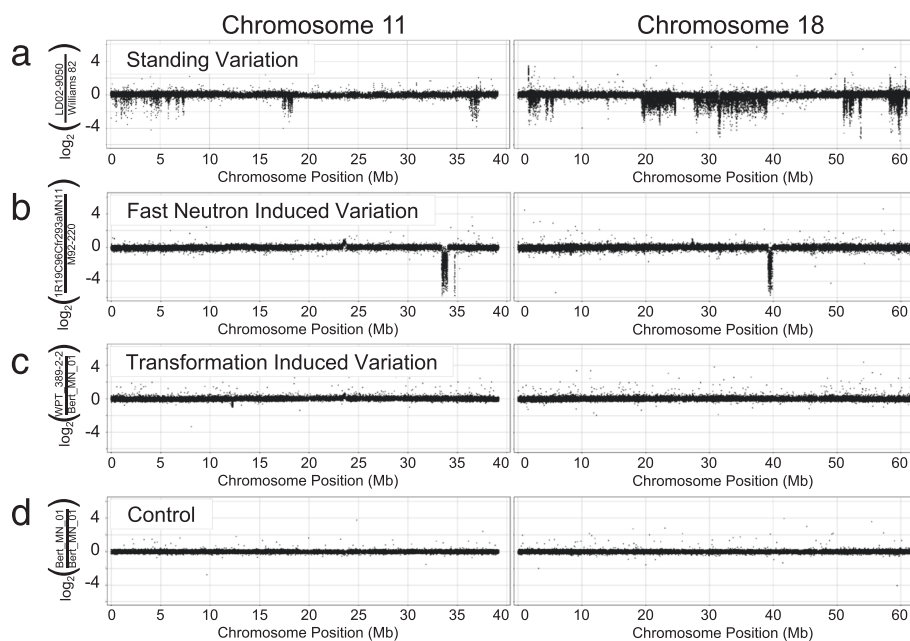 Chromosome 11
Chromosome 18
a
log2 ( LD02-9050 / Williams 82 )
Standing Variation
4
0
-4
0 5 10 15 20 25 30 35 40
0 10 20 30 40 50 60
Chromosome Position (Mb)
Chromosome Position (Mb)
b
log2 ( 1R19C96Cfr293aMN11 / M92-220 )
Fast Neutron Induced Variation
4
0
-4
0 5 10 15 20 25 30 35 40
0 10 20 30 40 50 60
Chromosome Position (Mb)
Chromosome Position (Mb)
c
log2 ( WPT_389-2-2 / Bert_MN_01 )
Transformation Induced Variation
4
0
-4
0 5 10 15 20 25 30 35 40
0 10 20 30 40 50 60
Chromosome Position (Mb)
Chromosome Position (Mb)
d
log2 ( Bert_MN_01 / Bert_MN_01 )
Control
4
0
-4
0 5 10 15 20 25 30 35 40
0 10 20 30 40 50 60
Chromosome Position (Mb)
Chromosome Position (Mb)